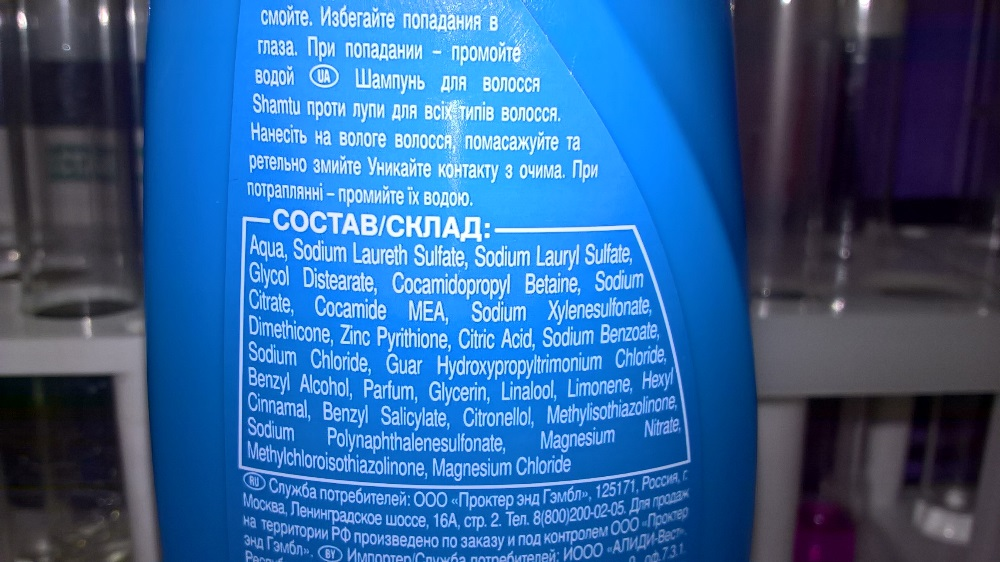 смойте. Избегайте попадания в
глаза. При попадании – промойте
водой UA Шампунь для волосся
Shamtu проти лупи для всіх типів волосся.
Нанесіть на вологе волосся, помасажуйте та
ретельно змийте Уникайте контакту з очима. При
потраплянні – промийте їх водою.
СОСТАВ/СКЛАД:
Aqua, Sodium Laureth Sulfate, Sodium Lauryl Sulfate,
Glycol Distearate, Cocamidopropyl Betaine, Sodium
Citrate, Cocamide MEA, Sodium Xylenesulfonate,
Dimethicone, Zinc Pyrithione, Citric Acid, Sodium Benzoate,
Sodium Chloride, Guar Hydroxypropyltrimonium Chloride,
Benzyl Alcohol, Parfum, Glycerin, Linalool, Limonene, Hexyl
Cinnamal, Benzyl Salicylate, Citronellol, Methylisothiazolinone,
Sodium Polynaphthalenesulfonate, Magnesium Nitrate,
Methylchloroisothiazolinone, Magnesium Chloride
RU Служба потребителей: ООО «Проктер энд Гэмбл», 125171, Россия, г.
Москва, Ленинградское шоссе, 16А, стр. 2. Тел. 8(800)200-02-05. Для продаж
на территории РФ произведено по заказу и под контролем ООО «Проктер
энд Гэмбл». BY Импортер/Служба потребителей: ИООО «АЛИДИ-Вест».
оф.7.3.1.